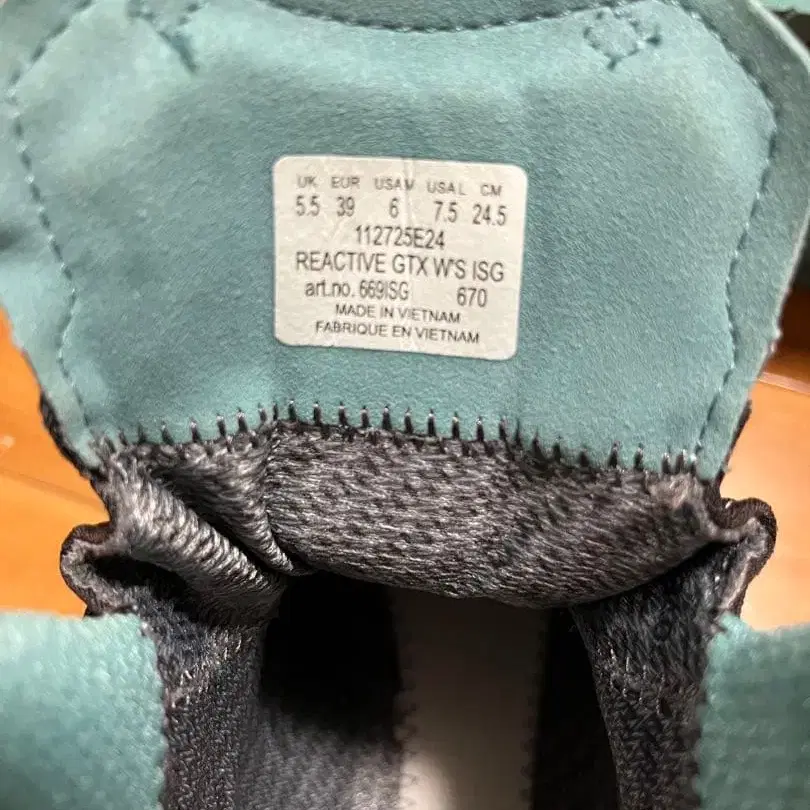 UK EUR USAM USAL CM
5.5 39 6 7.5 24.5
112725E24
REACTIVE GTX W'S ISG
art.no. 669ISG 670
MADE IN VIETNAM
FABRIQUE EN VIETNAM